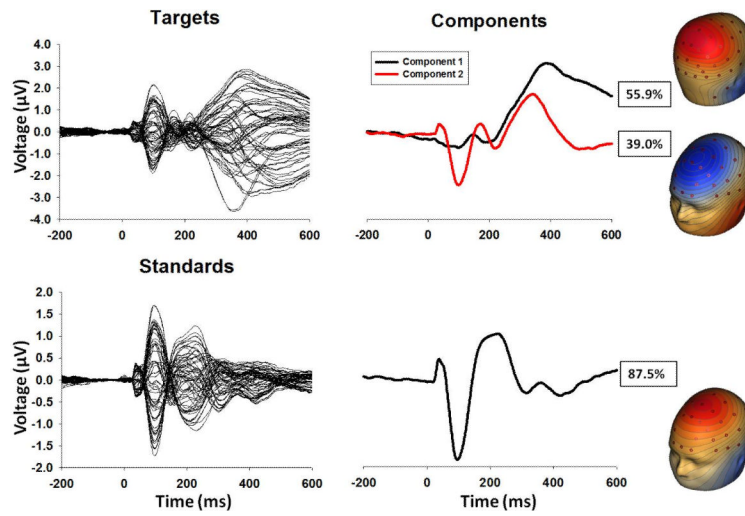 Targets
Components
Voltage (µV)
4.0
3.0
2.0
1.0
0.0
-1.0
-2.0
-3.0
-4.0
-200 0 200 400 600
Component 1
Component 2
55.9%
39.0%
-200 0 200 400 600
Standards
Voltage (µV)
2.0
1.5
1.0
0.5
0.0
-0.5
-1.0
-1.5
-2.0
-200 0 200 400 600
Time (ms)
87.5%
-200 0 200 400 600
Time (ms)